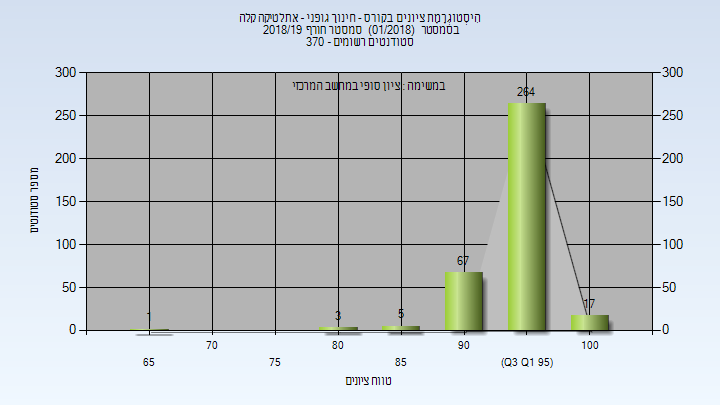 היסטוגרמת ציונים בקורס - חינוך גופני - אתלטיקה קלה
בסמסטר (01/2018) סמסטר חורף 2018/19
סטודנטים רשומים - 370
במשימה : ציון סופי במחשב המרכזי
300 300
250 250
200 200
150 150
100 100
50 50
0 0
מספר סטודנטים
1 3 5 67 264 17
70 80 90 100
65 75 85 (Q3 Q1 95)
טווח ציונים